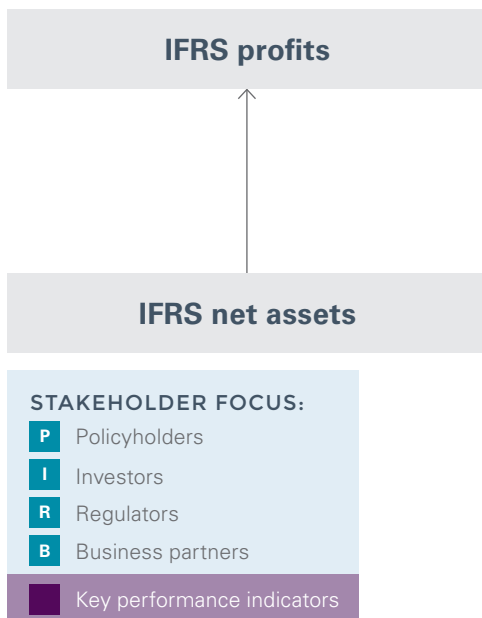 IFRS profits
IFRS net assets
STAKEHOLDER FOCUS:
P Policyholders
I Investors
R Regulators
B Business partners
Key performance indicators